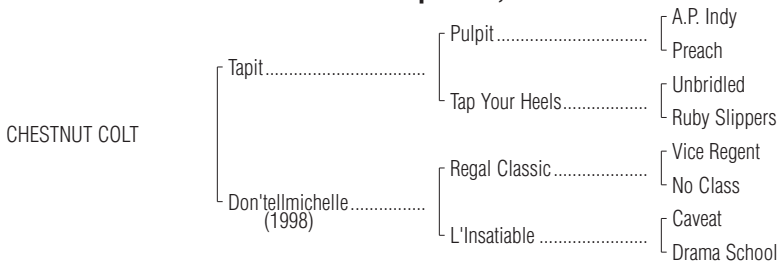 A.P. Indy
Pulpit
Preach
Tapit
Unbridled
Tap Your Heels
Ruby Slippers
CHESTNUT COLT
Vice Regent
Regal Classic
No Class
Don'tellmichelle
(1998)
Caveat
L'Insatiable
Drama School